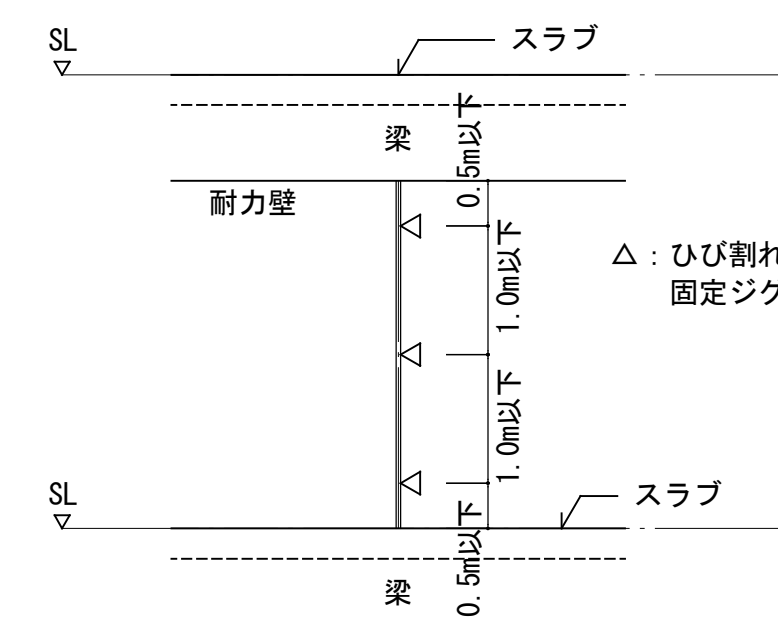 SL
スラブ
梁
0.5m以下
耐力壁
1.0m以下
△：ひび割れ
固定ジグ
1.0m以下
SL
スラブ
0.5m以下
梁